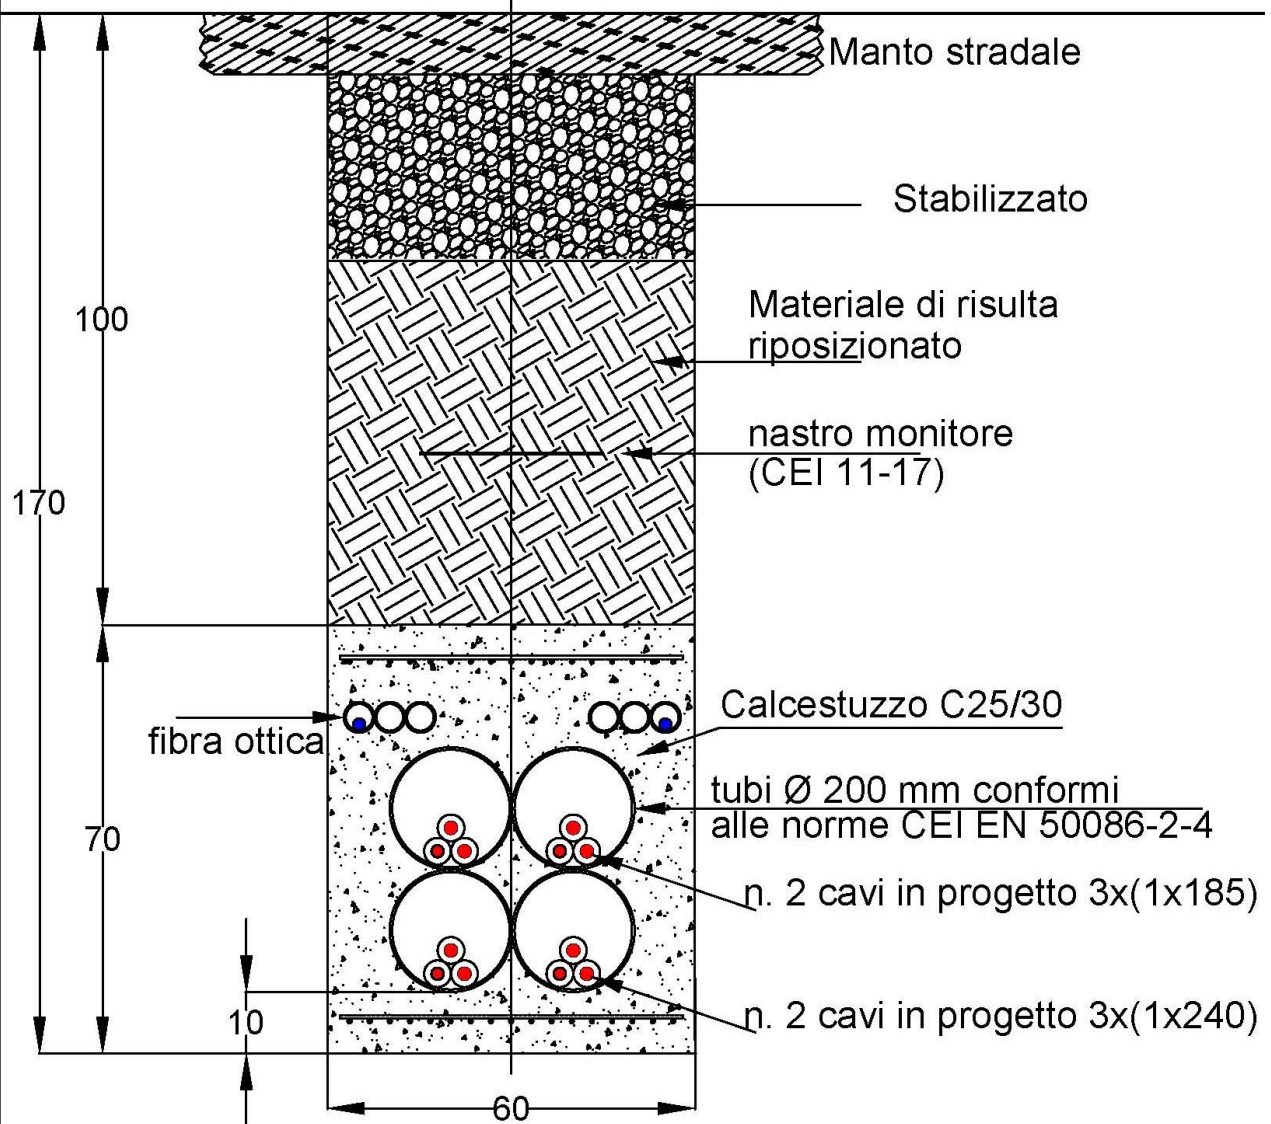 Manto stradale
Stabilizzato
100
Materiale di risulta
riposizionato
nastro monitore
(CEI 11-17)
170
Calcestuzzo C25/30
fibra ottica
tubi Ø 200 mm conformi
alle norme CEI EN 50086-2-4
70
n. 2 cavi in progetto 3x(1x185)
10
n. 2 cavi in progetto 3x(1x240)
60